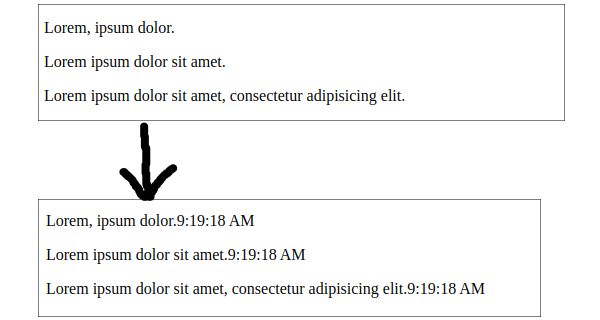 Lorem, ipsum dolor.
Lorem ipsum dolor sit amet.
Lorem ipsum dolor sit amet, consectetur adipisicing elit.
Lorem, ipsum dolor.9:19:18 AM
Lorem ipsum dolor sit amet.9:19:18 AM
Lorem ipsum dolor sit amet, consectetur adipisicing elit.9:19:18 AM